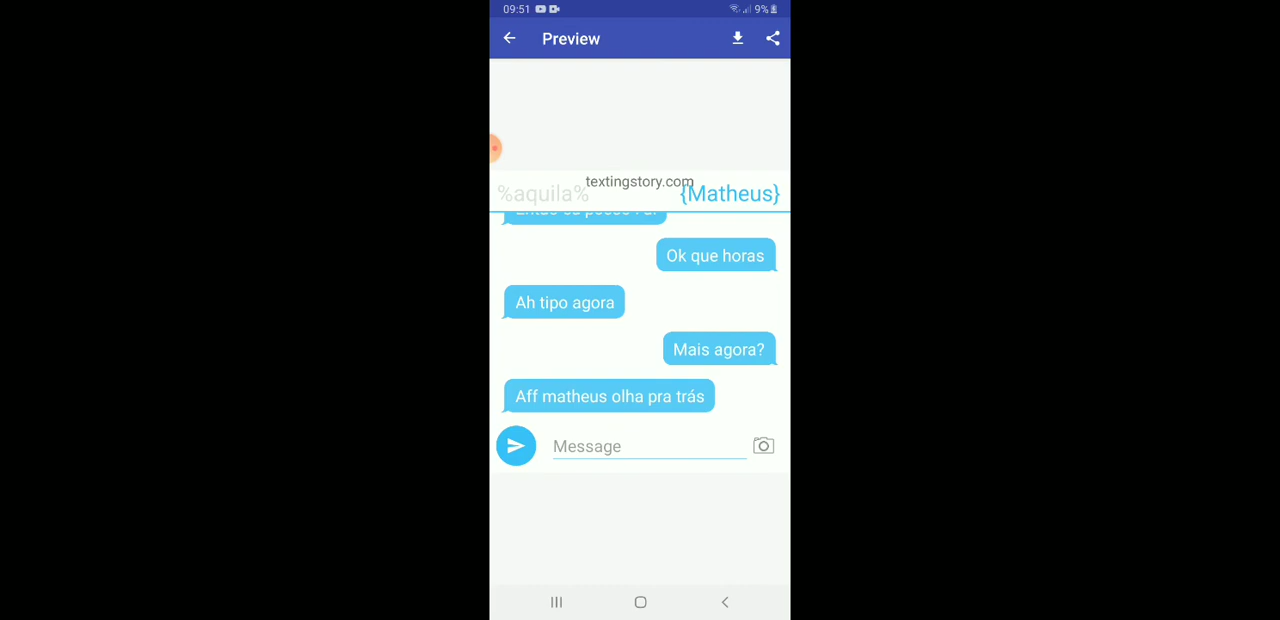 09:51
9%
Preview
textingstory.com
%aquila%
{Matheus}
Ok que horas
Ah tipo agora
Mais agora?
Aff matheus olha pra trás
Message